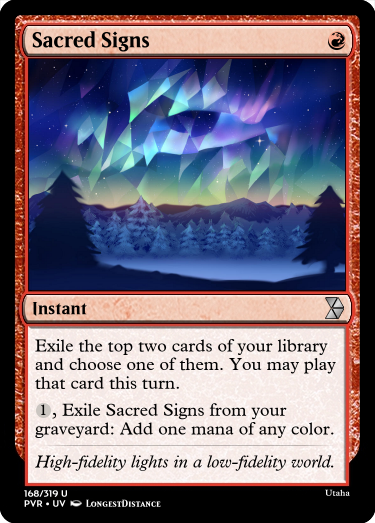 Sacred Signs
Instant
Exile the top two cards of your library
and choose one of them. You may play
that card this turn.
1, Exile Sacred Signs from your
graveyard: Add one mana of any color.
High-fidelity lights in a low-fidelity world.
168/319 U
Utaha
PVR • UV LongestDistance